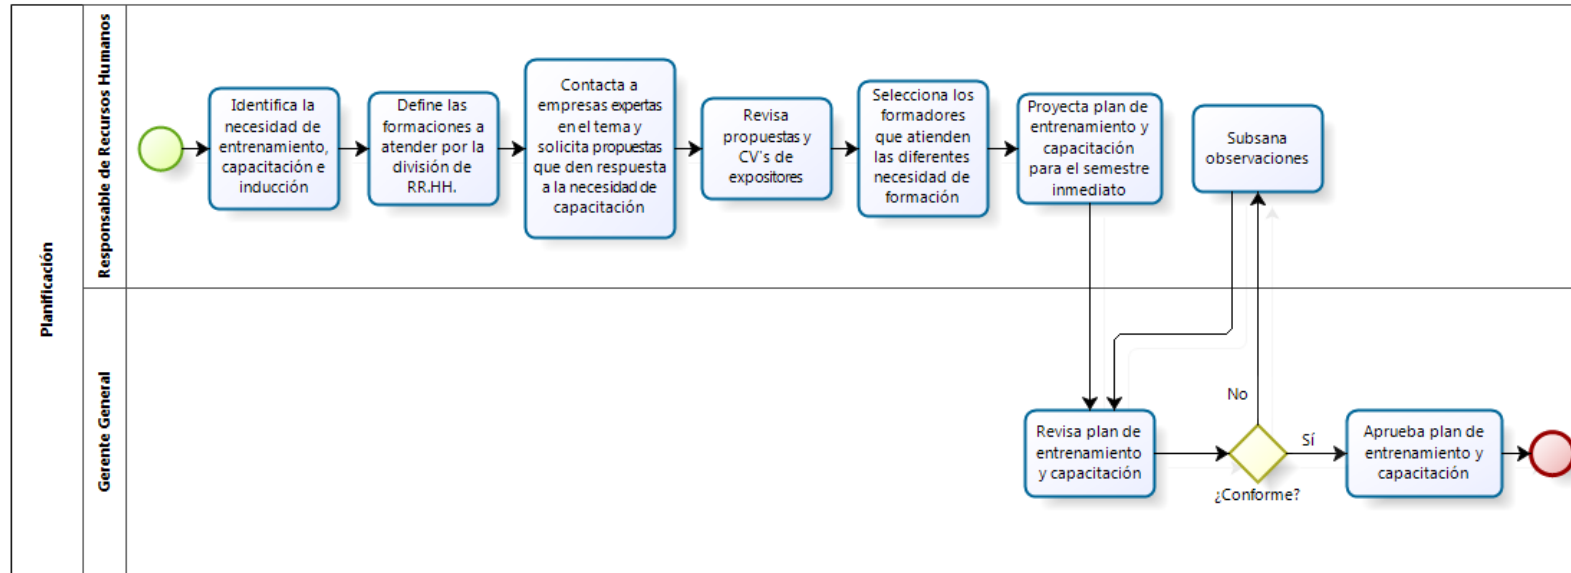 Planificación
Responsable de Recursos Humanos
Identifica la
necesidad de
entrenamiento,
capacitación e
inducción
Define las
formaciones a
atender por la
división de
RR.HH.
Contacta a
empresas expertas
en el tema y
solicita propuestas
que den respuesta
a la necesidad de
capacitación
Revisa
propuestas y
CV's de
expositores
Selecciona los
formadores
que atienden
las diferentes
necesidad de
formación
Proyecta plan de
entrenamiento y
capacitación
para el semestre
inmediato
Subsana
observaciones
Gerente General
Revisa plan de
entrenamiento
y capacitación
No
Sí
¿Conforme?
Aprueba plan de
entrenamiento y
capacitación